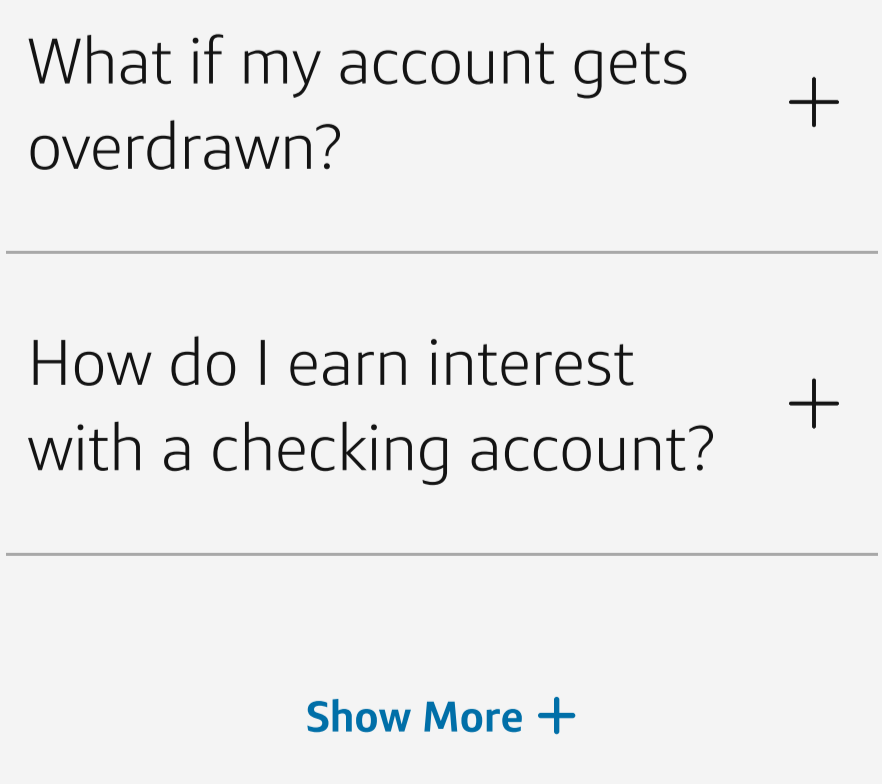 What if my account gets
overdrawn?
How do I earn interest
with a checking account?
Show More +